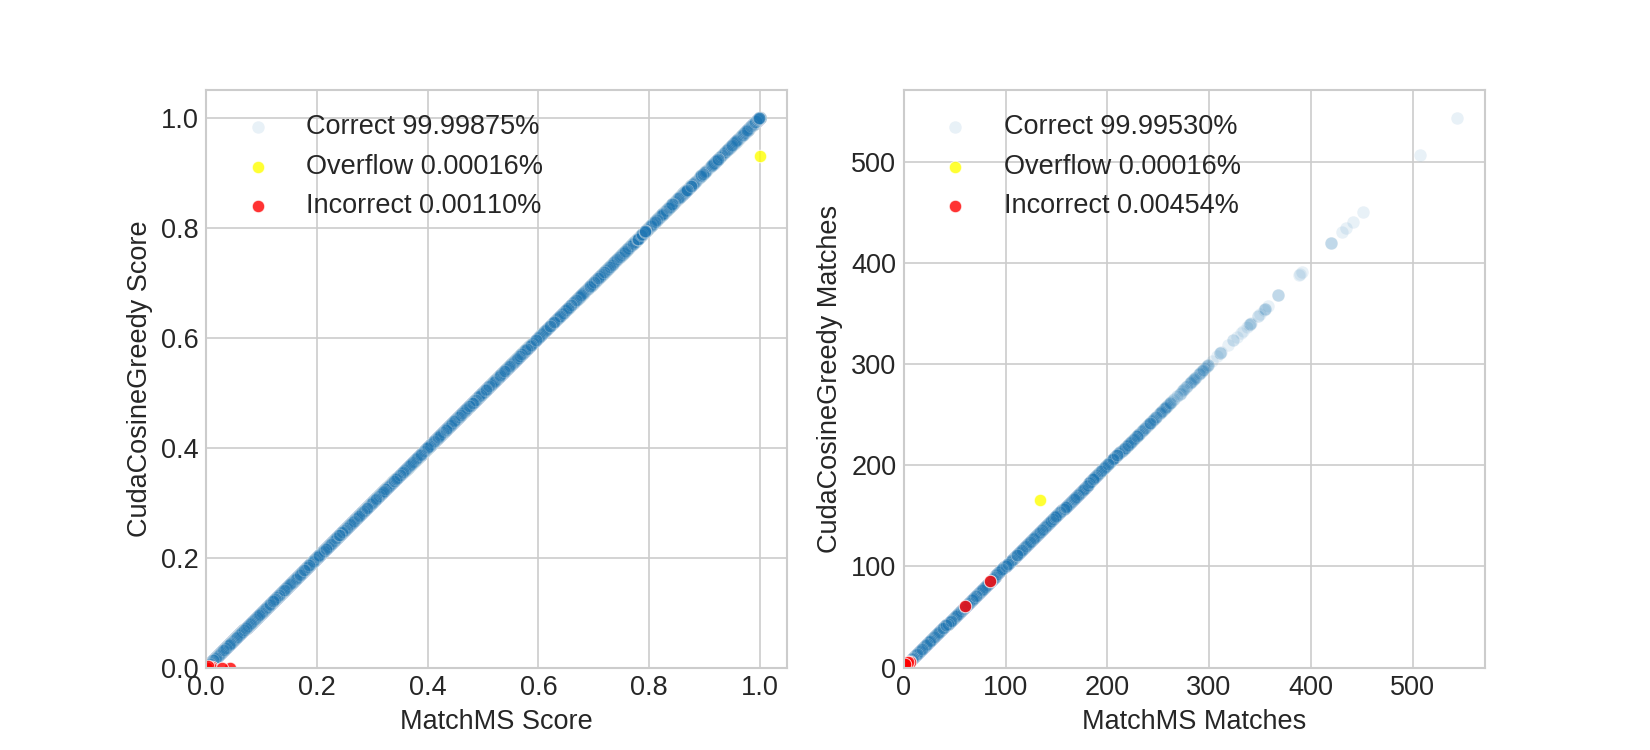 Correct 99.99875%
Overflow 0.00016%
Incorrect 0.00110%
1.0
0.8
0.6
0.4
0.2
0.0
0.0 0.2 0.4 0.6 0.8 1.0
MatchMS Score
CudaCosineGreedy Score
Correct 99.99530%
Overflow 0.00016%
Incorrect 0.00454%
500
400
300
200
100
0
0 100 200 300 400 500
MatchMS Matches
CudaCosineGreedy Matches